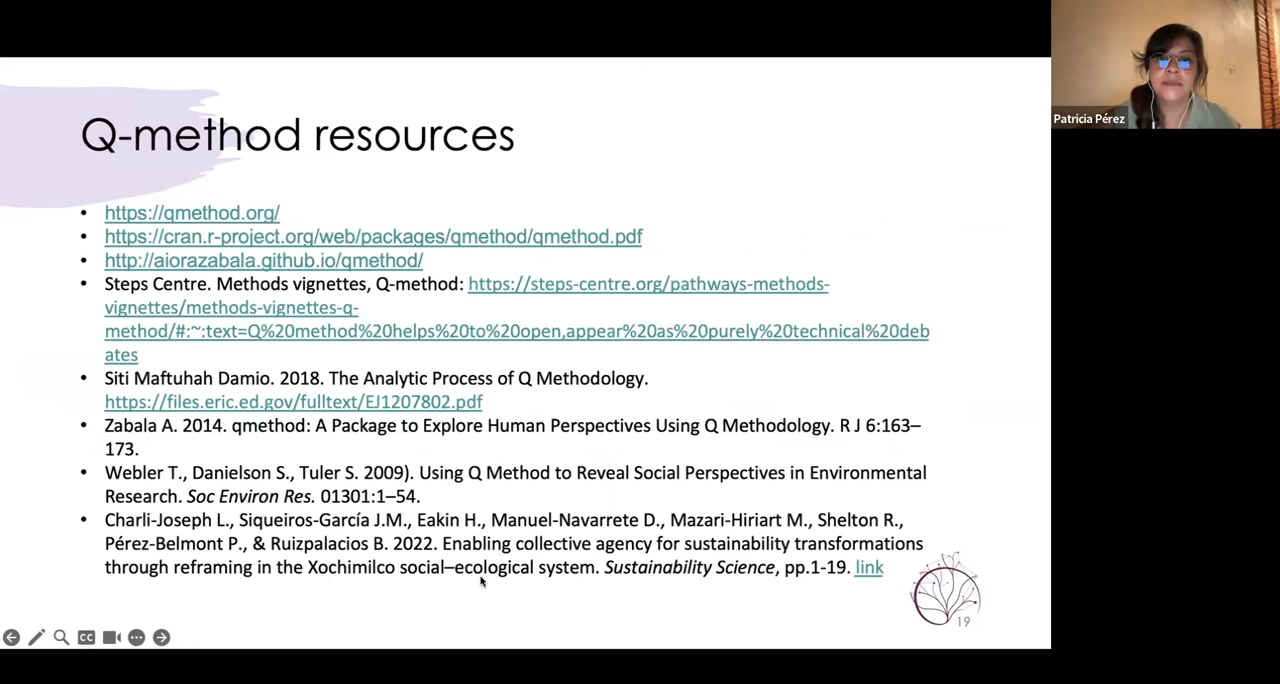 Q-method resources
• https://qmethod.org/
• https://cran.r-project.org/web/packages/qmethod/qmethod.pdf
• http://aiorazabala.github.io/qmethod/
• Steps Centre. Methods vignettes, Q-method: https://steps-centre.org/pathways-methods-
vignettes/methods-vignettes-q-
method/#:~:text=Q%20method%20helps%20to%20open,appear%20as%20purely%20technical%20deb
ates
• Siti Maftuhah Damio. 2018. The Analytic Process of Q Methodology.
https://files.eric.ed.gov/fulltext/EJ1207802.pdf
• Zabala A. 2014. qmethod: A Package to Explore Human Perspectives Using Q Methodology. R J 6:163–
173.
• Webler T., Danielson S., Tuler S. 2009). Using Q Method to Reveal Social Perspectives in Environmental
Research. Soc Environ Res. 01301:1–54.
• Charli-Joseph L., Siqueiros-García J.M., Eakin H., Manuel-Navarrete D., Mazari-Hiriart M., Shelton R.,
Pérez-Belmont P., & Ruizpalacios B. 2022. Enabling collective agency for sustainability transformations
through reframing in the Xochimilco social–ecological system. Sustainability Science, pp.1-19. link
19
CC
Patricia Pérez